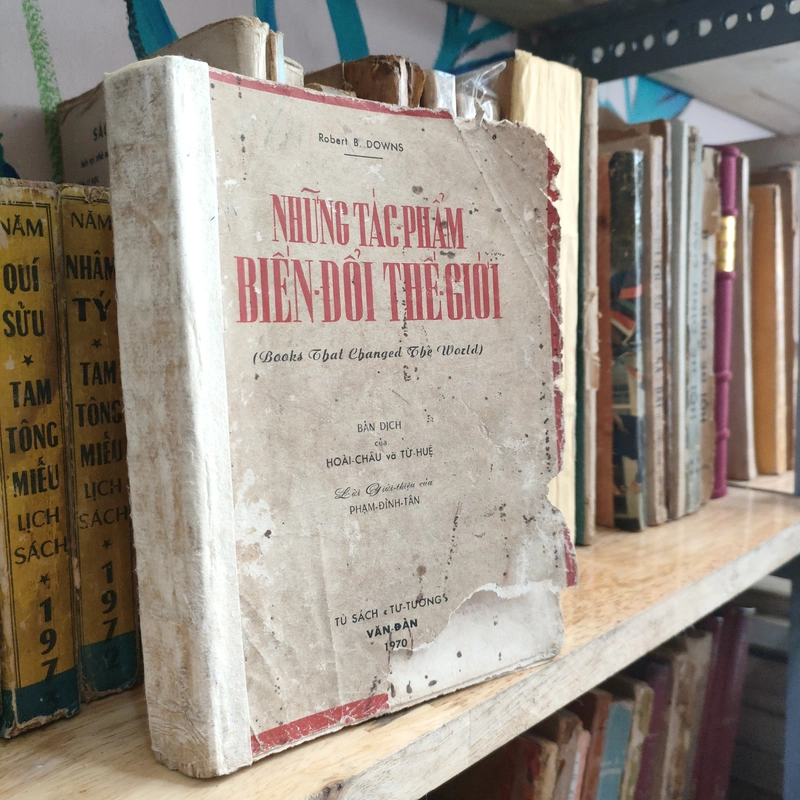 Robert B. DOWNS
NHỮNG TÁC-PHẨM
BIẾN-ĐỔI THẾ-GIỚI
(Books That Changed The World)
BẢN DỊCH
của
HOÀI-CHÂU và TỪ-HUỆ
Lời Giới-thiệu của
PHẠM-ĐÌNH-TÂN
TỦ SÁCH «TƯ-TƯỞNG»
VĂN-ĐÀN
1970
NĂM
QUÍ
SỬU
*
TAM
TÔNG
MIẾU
LỊCH
SÁCH
*
197
NĂM
NHÂM
TÝ
*
TAM
TÔNG
MIẾU
LỊCH
SÁCH
*
1972